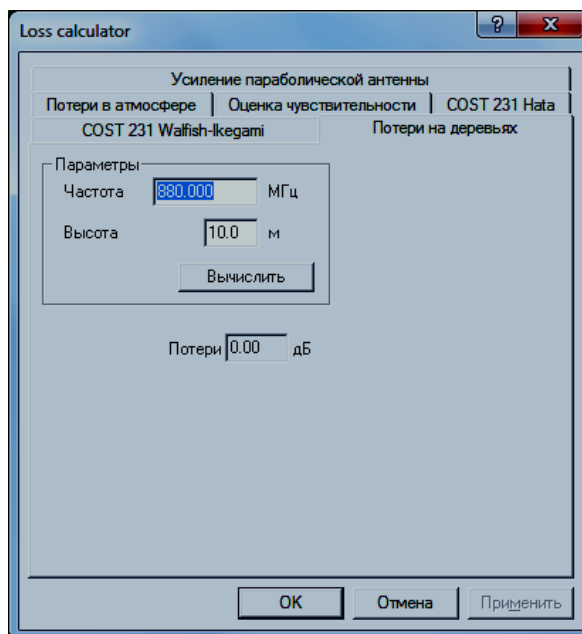 Loss calculator
Усиление параболической антенны
Потери в атмосфере Оценка чувствительности COST 231 Hata
COST 231 Walfish-Ikegami Потери на деревьях
Параметры
Частота 880.000 МГц
Высота 10.0 м
Вычислить
Потери 0.00 дБ
OK Отмена Применить